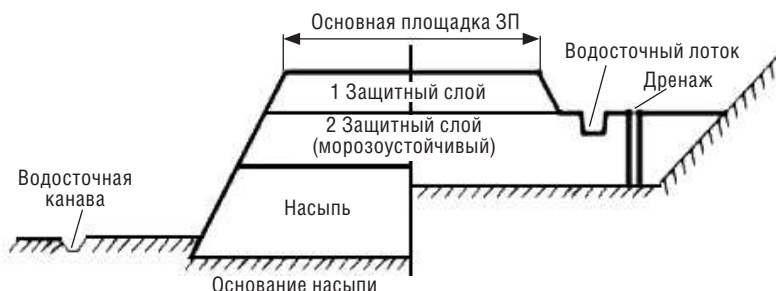 Основная площадка ЗП
Водосточный лоток
Дренаж
1 Защитный слой
2 Защитный слой
(морозоустойчивый)
Водосточная
канава
Насыпь
Основание насыпи